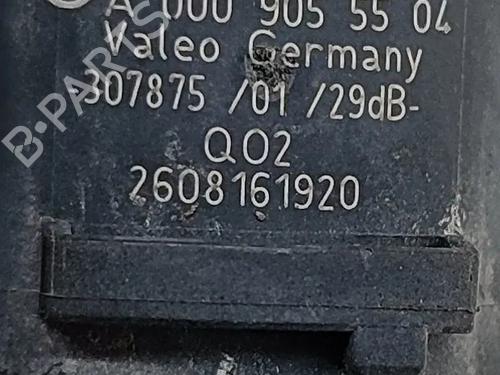 A 000 905 55 04
Valeo Germany
-307875 /01 /29dB-
Q02
2608161920
B-PARTS